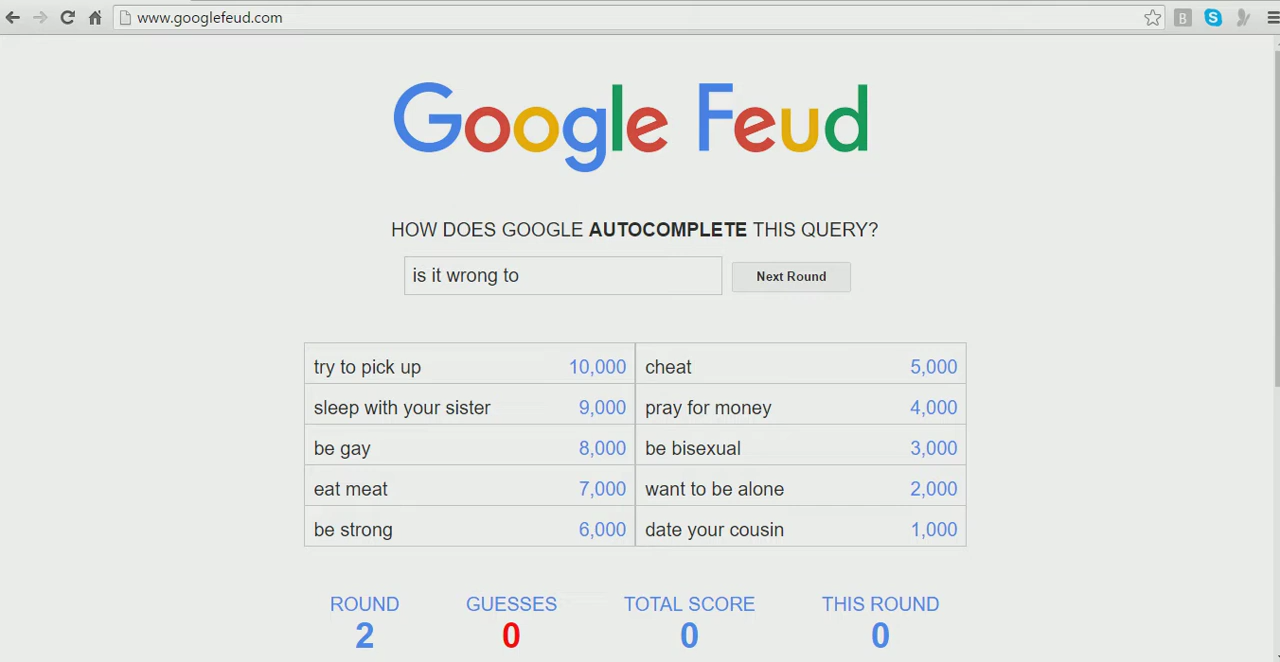 www.googlefeud.com
B
S
Google Feud
HOW DOES GOOGLE AUTOCOMPLETE THIS QUERY?
is it wrong to
Next Round
try to pick up 10,000 cheat 5,000
sleep with your sister 9,000 pray for money 4,000
be gay 8,000 be bisexual 3,000
eat meat 7,000 want to be alone 2,000
be strong 6,000 date your cousin 1,000
ROUND GUESSES TOTAL SCORE THIS ROUND
2 0 0 0